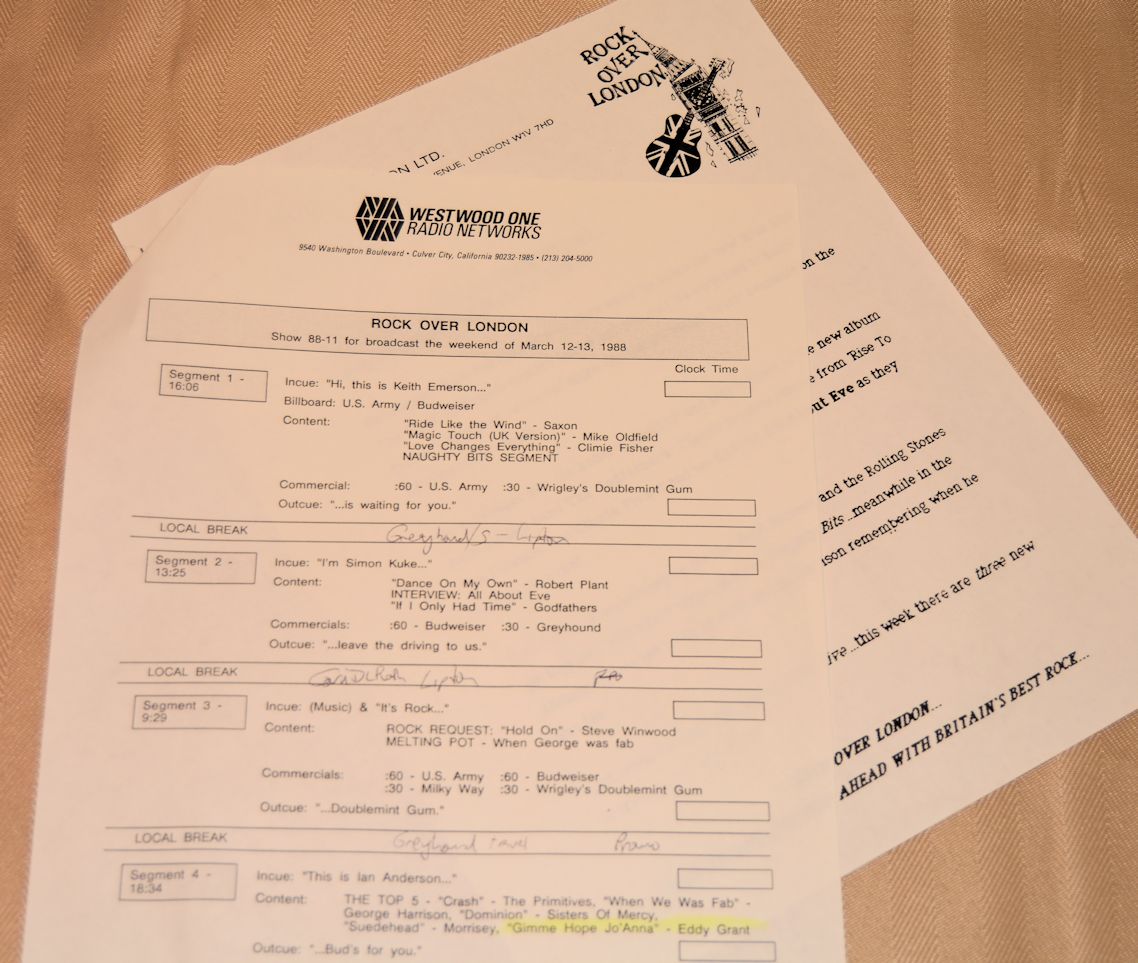 ROCK
OVER
LONDON
ON LTD.
VENUE, LONDON W1V 7HD
WESTWOOD ONE
RADIO NETWORKS
9540 Washington Boulevard • Culver City, California 90232-1985 • (213) 204-5000
ROCK OVER LONDON
Show 88-11 for broadcast the weekend of March 12-13, 1988
Clock Time
Segment 1 -
16:06
Incue: "Hi, this is Keith Emerson..."
Billboard: U.S. Army / Budweiser
Content: "Ride Like the Wind" - Saxon
"Magic Touch (UK Version)" - Mike Oldfield
"Love Changes Everything" - Climie Fisher
NAUGHTY BITS SEGMENT
Commercial: :60 - U.S. Army :30 - Wrigley's Doublemint Gum
Outcue: "...is waiting for you."
LOCAL BREAK Greyhound/s - Lipton
Segment 2 -
13:25
Incue: "I'm Simon Kuke..."
Content: "Dance On My Own" - Robert Plant
INTERVIEW: All About Eve
"If I Only Had Time" - Godfathers
Commercials: :60 - Budweiser :30 - Greyhound
Outcue: "...leave the driving to us."
LOCAL BREAK Lipton
Segment 3 -
9:29
Incue: (Music) & "It's Rock..."
Content: ROCK REQUEST: "Hold On" - Steve Winwood
MELTING POT - When George was fab
Commercials: :60 - U.S. Army :60 - Budweiser
:30 - Milky Way :30 - Wrigley's Doublemint Gum
Outcue: "...Doublemint Gum."
LOCAL BREAK Greyhound Travel Promo
Segment 4 -
18:34
Incue: "This is Ian Anderson..."
Content: THE TOP 5 - "Crash" - The Primitives, "When We Was Fab" -
George Harrison, "Dominion" - Sisters Of Mercy,
"Suedehead" - Morrisey, "Gimme Hope Jo'Anna" - Eddy Grant
Outcue: "...Bud's for you."
on the
new album
from 'Rise To
out Eve as they
and the Rolling Stones
Bits...meanwhile in the
son remembering when he
ive...this week there are three new
OVER LONDON...
AHEAD WITH BRITAIN'S BEST ROCK...